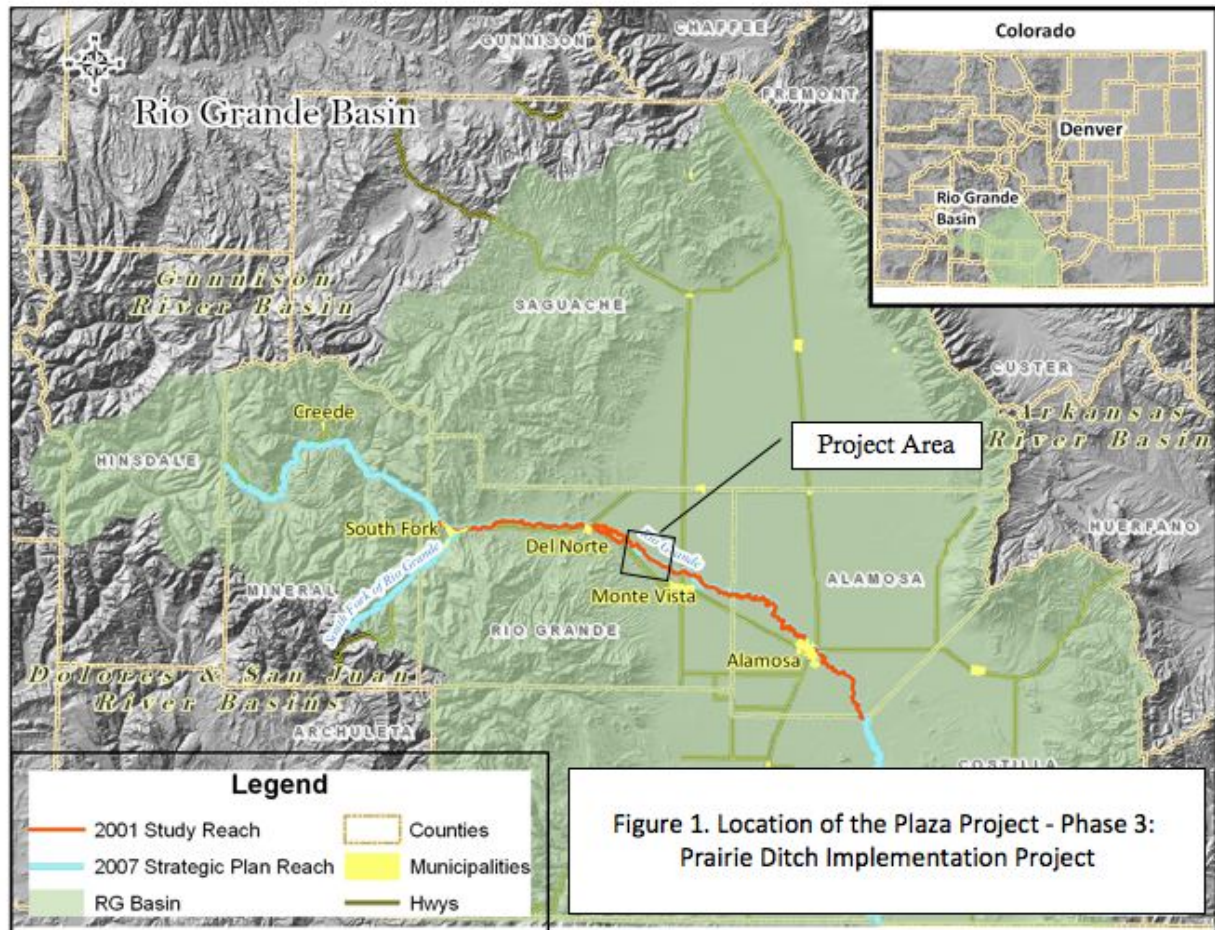 Rio Grande Basin
GUNNISON
CHAFFEE
FREMONT
Colorado
Denver
Rio Grande
Basin
Gunnison
River Basin
SAGUACHE
CUSTER
Arkansas
River Basin
Project Area
Creede
HINSDALE
HUERFANO
South Fork
Del Norte
Rio Grande
ALAMOSA
South Fork of Rio Grande
MINERAL
Monte Vista
RIO GRANDE
Alamosa
Dolores & San Juan
River Basins
ARCHULETA
COSTILLA
Legend
2001 Study Reach
2007 Strategic Plan Reach
RG Basin
Counties
Municipalities
Hwys
Figure 1. Location of the Plaza Project - Phase 3:
Prairie Ditch Implementation Project